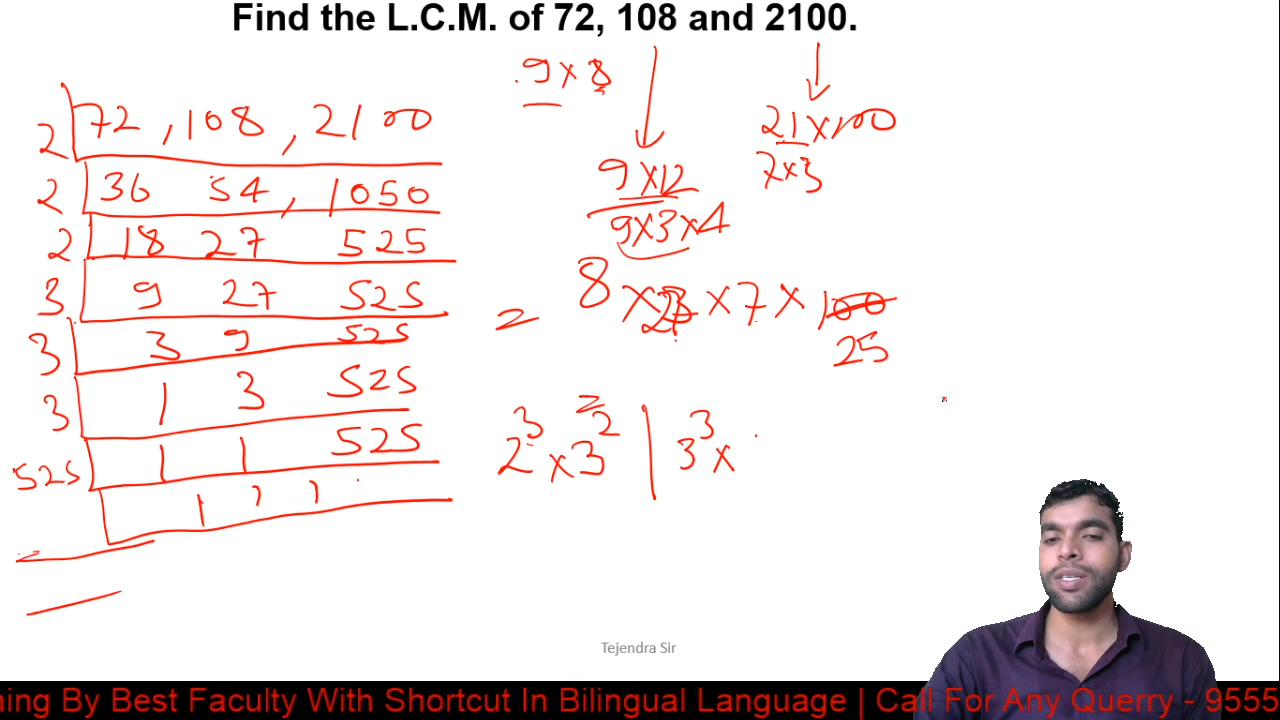 Find the L.C.M. of 72, 108 and 2100.
2 | 72, 108, 2100
2 | 36 54, 1050
2 | 18 27 525
3 | 9 27 525
3 | 3 9 525
3 | 1 3 525
525 | 1 1 525
1 1 1
.9 x 8
9 x 12
9 x 3 x 4
21 x 100
7 x 3
= 8 x 27 x 7 x 100
25
2³ x 3² | 3³ x
Tejendra Sir
ning By Best Faculty With Shortcut In Bilingual Language | Call For Any Querry - 9555